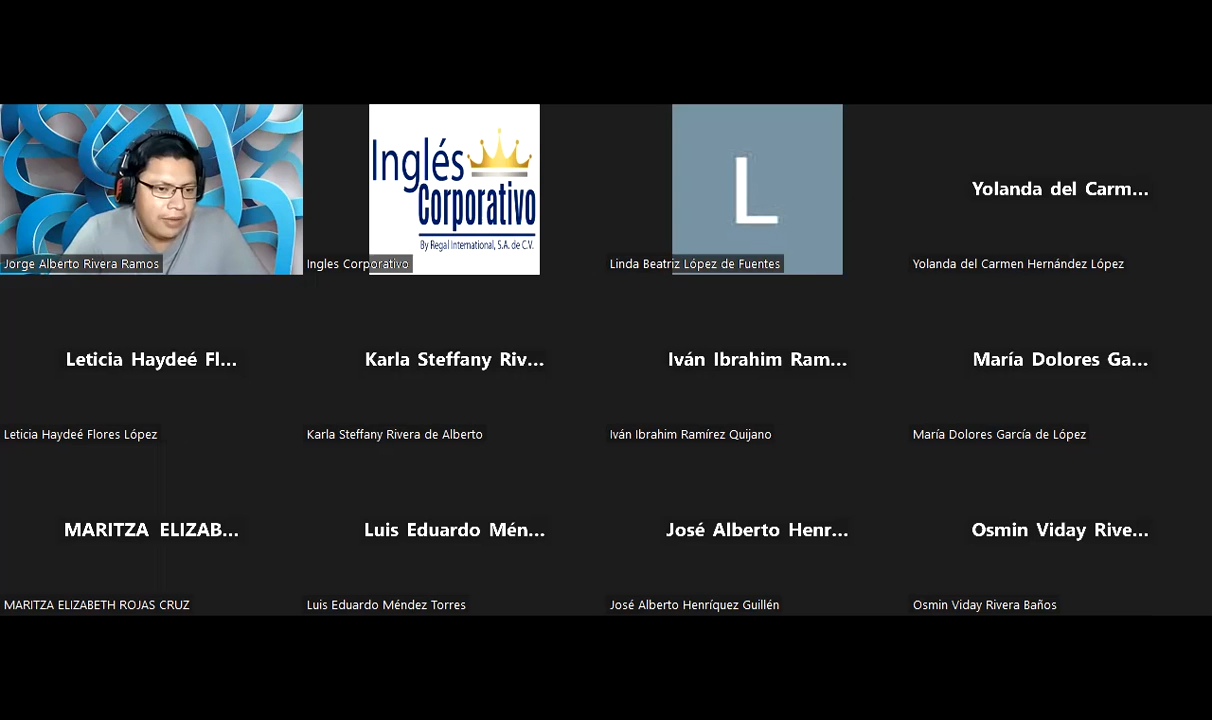 Inglés
Corporativo
By Regal International, S.A. de C.V.
L
Yolanda del Carm...
Jorge Alberto Rivera Ramos
Ingles Corporativo
Linda Beatriz López de Fuentes
Yolanda del Carmen Hernández López
Leticia Haydeé Fl...
Karla Steffany Riv...
Iván Ibrahim Ram...
María Dolores Ga...
Leticia Haydeé Flores López
Karla Steffany Rivera de Alberto
Iván Ibrahim Ramírez Quijano
María Dolores García de López
MARITZA ELIZAB...
Luis Eduardo Mén...
José Alberto Henr...
Osmin Viday Rive...
MARITZA ELIZABETH ROJAS CRUZ
Luis Eduardo Méndez Torres
José Alberto Henríquez Guillén
Osmin Viday Rivera Baños